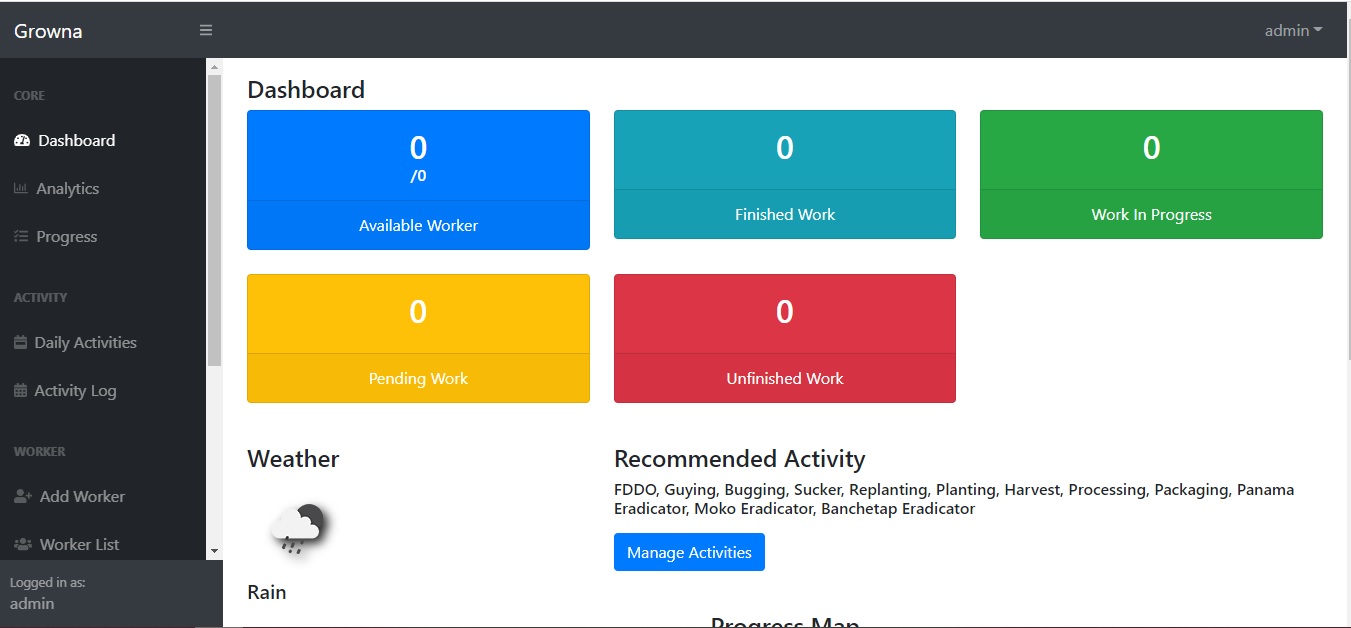 Growna
admin
CORE
Dashboard
Analytics
Progress
ACTIVITY
Daily Activities
Activity Log
WORKER
Add Worker
Worker List
Logged in as:
admin
Dashboard
0
/0
Available Worker
0
Finished Work
0
Work In Progress
0
Pending Work
0
Unfinished Work
Weather
Rain
Recommended Activity
FDDO, Guying, Bugging, Sucker, Replanting, Planting, Harvest, Processing, Packaging, Panama
Eradicator, Moko Eradicator, Banchetap Eradicator
Manage Activities
Progress Map